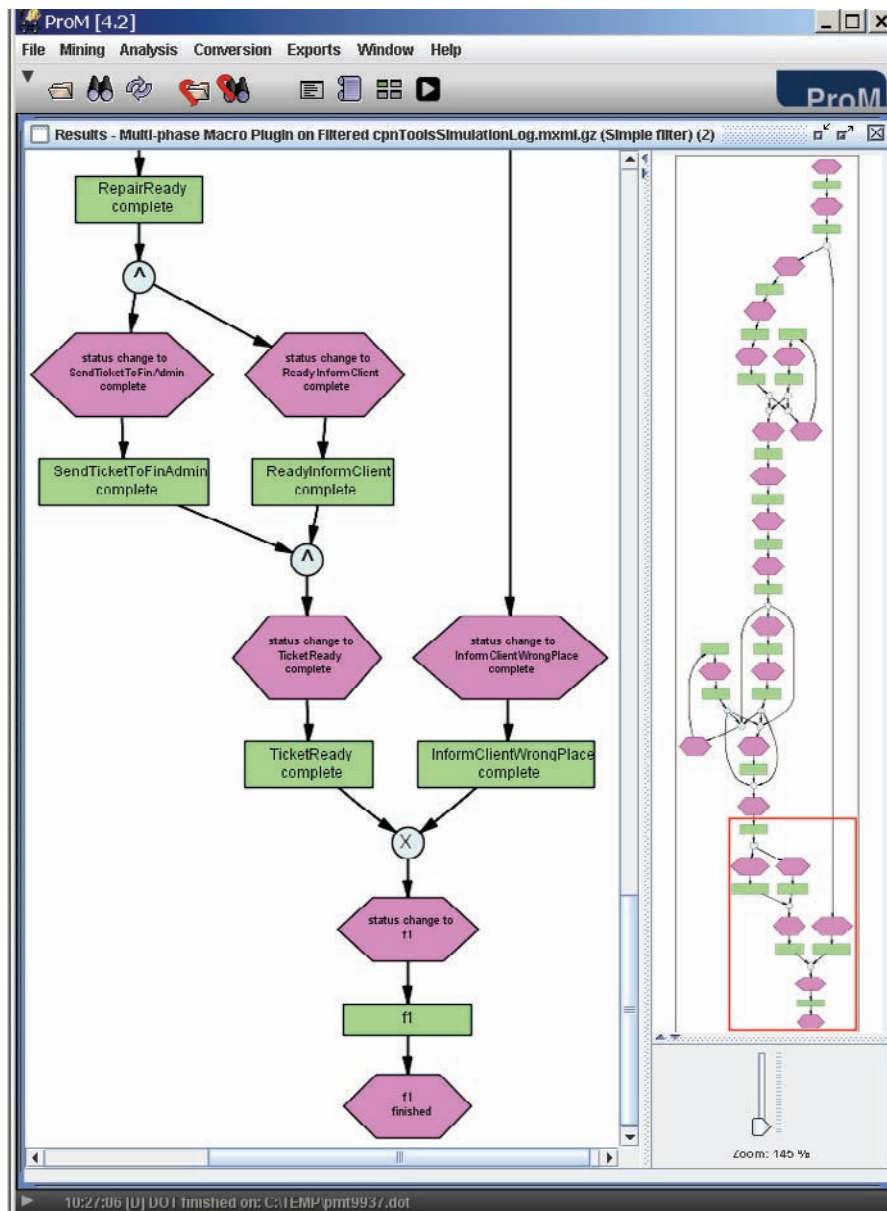 ProM [4.2]
File Mining Analysis Conversion Exports Window Help
ProM
Results - Multi-phase Macro Plugin on Filtered cpnToolsSimulationLog.mxml.gz (Simple filter) (2)
RepairReady
complete
^
status change to
SendTicketToFinAdmin
complete
status change to
ReadyInformClient
complete
SendTicketToFinAdmin
complete
ReadyInformClient
complete
^
status change to
TicketReady
complete
status change to
InformClientWrongPlace
complete
TicketReady
complete
InformClientWrongPlace
complete
X
status change to
f1
f1
f1
finished
Zoom: 145 %
10:27:06 [D] DOT finished on: C:\TEMP\pmt9937.dot